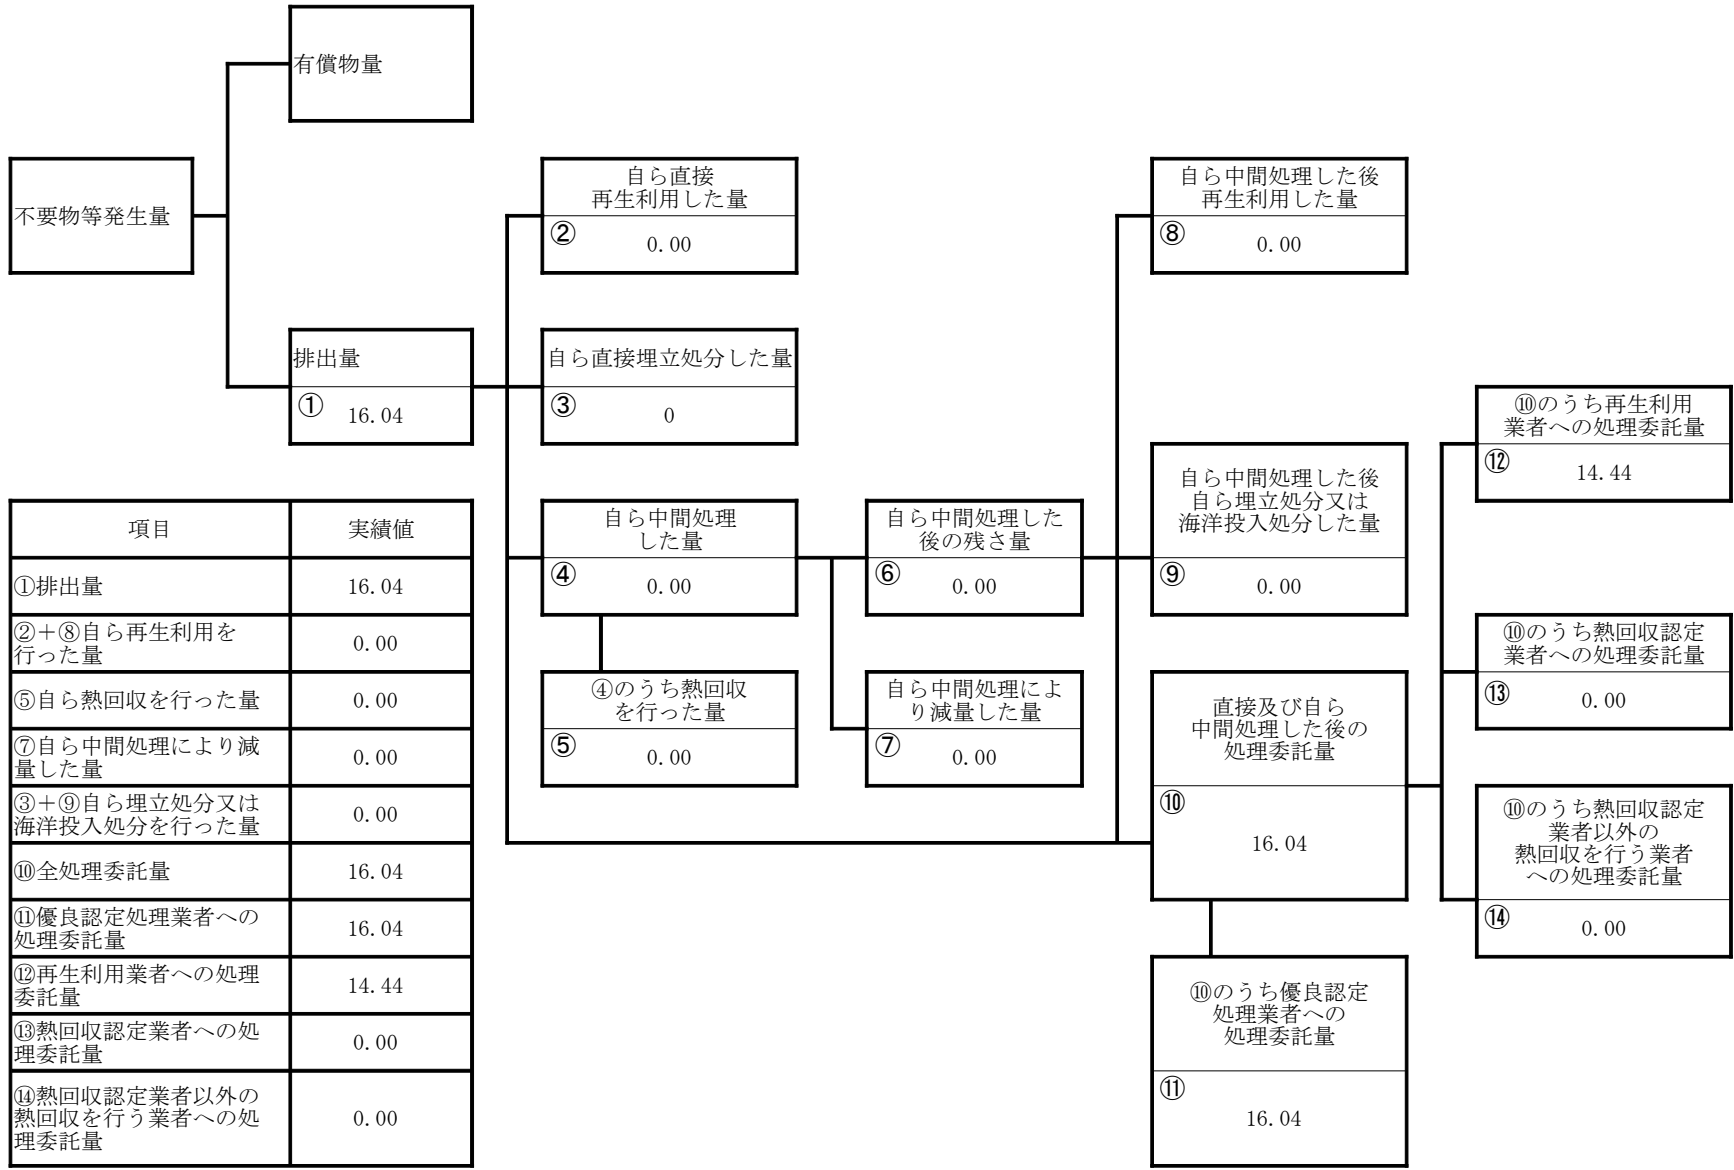 有償物量
不要物等発生量
自ら直接
再生利用した量
②
0.00
自ら中間処理した後
再生利用した量
⑧
0.00
排出量
①
16.04
自ら直接埋立処分した量
③
0
⑩のうち再生利用
業者への処理委託量
⑫
14.44
自ら中間処理
した量
④
0.00
自ら中間処理した
後の残さ量
⑥
0.00
自ら中間処理した後
自ら埋立処分又は
海洋投入処分した量
⑨
0.00
⑩のうち熱回収認定
業者への処理委託量
⑬
0.00
④のうち熱回収
を行った量
⑤
0.00
自ら中間処理によ
り減量した量
⑦
0.00
直接及び自ら
中間処理した後の
処理委託量
⑩
16.04
⑩のうち熱回収認定
業者以外の
熱回収を行う業者
への処理委託量
⑭
0.00
⑩のうち優良認定
処理業者への
処理委託量
⑪
16.04
項目 実績値
①排出量 16.04
②+⑧自ら再生利用を
行った量 0.00
⑤自ら熱回収を行った量 0.00
⑦自ら中間処理により減
量した量 0.00
③+⑨自ら埋立処分又は
海洋投入処分を行った量 0.00
⑩全処理委託量 16.04
⑪優良認定処理業者への
処理委託量 16.04
⑫再生利用業者への処理
委託量 14.44
⑬熱回収認定業者への処
理委託量 0.00
⑭熱回収認定業者以外の
熱回収を行う業者への処
理委託量 0.00